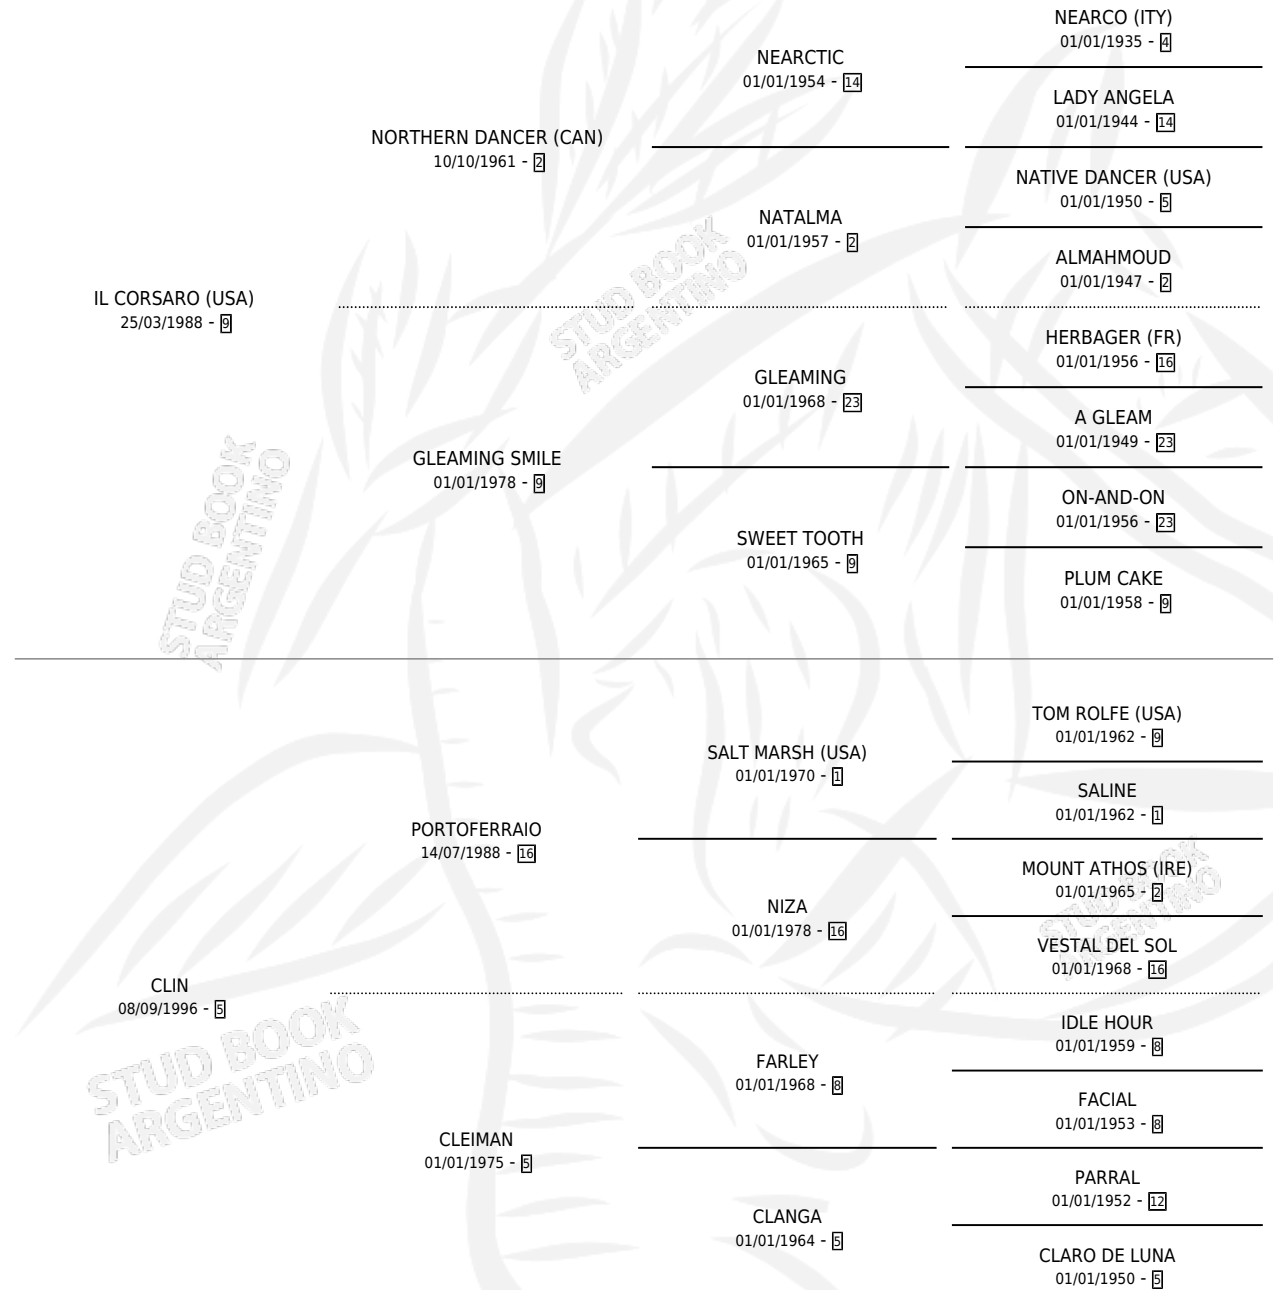 NEARCO (ITY)
01/01/1935 - 4
NEARCTIC
01/01/1954 - 14
LADY ANGELA
01/01/1944 - 14
NORTHERN DANCER (CAN)
10/10/1961 - 2
NATIVE DANCER (USA)
01/01/1950 - 5
NATALMA
01/01/1957 - 2
ALMAHMOUD
01/01/1947 - 2
IL CORSARO (USA)
25/03/1988 - 9
HERBAGER (FR)
01/01/1956 - 16
GLEAMING
01/01/1968 - 23
A GLEAM
01/01/1949 - 23
GLEAMING SMILE
01/01/1978 - 9
ON-AND-ON
01/01/1956 - 23
SWEET TOOTH
01/01/1965 - 9
PLUM CAKE
01/01/1958 - 9
STUD BOOK
ARGENTINO
STUD BOOK
ARGENTINO
TOM ROLFE (USA)
01/01/1962 - 9
SALT MARSH (USA)
01/01/1970 - 1
SALINE
01/01/1962 - 1
PORTOFERRAIO
14/07/1988 - 16
MOUNT ATHOS (IRE)
01/01/1965 - 2
NIZA
01/01/1978 - 16
VESTAL DEL SOL
01/01/1968 - 16
CLIN
08/09/1996 - 5
IDLE HOUR
01/01/1959 - 8
FARLEY
01/01/1968 - 8
FACIAL
01/01/1953 - 8
CLEIMAN
01/01/1975 - 5
PARRAL
01/01/1952 - 12
CLANGA
01/01/1964 - 5
CLARO DE LUNA
01/01/1950 - 5
STUD BOOK
ARGENTINO
STUD BOOK
ARGENTINO